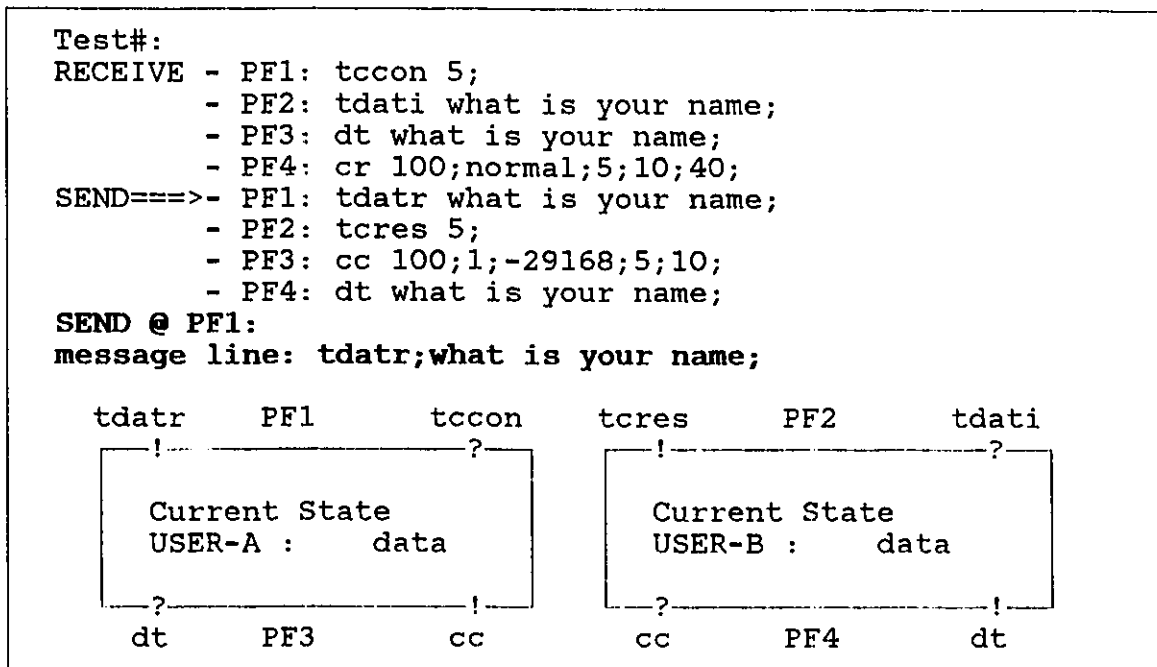 Test#:
RECEIVE - PF1: tccon 5;
- PF2: tdati what is your name;
- PF3: dt what is your name;
- PF4: cr 100;normal;5;10;40;
SEND===>- PF1: tdatr what is your name;
- PF2: tcres 5;
- PF3: cc 100;1;-29168;5;10;
- PF4: dt what is your name;
SEND @ PF1:
message line: tdatr;what is your name;
tdatr PF1 tccon tcres PF2 tdati
! ? ! ?
Current State Current State
USER-A : data USER-B : data
? ! ? !
dt PF3 cc cc PF4 dt